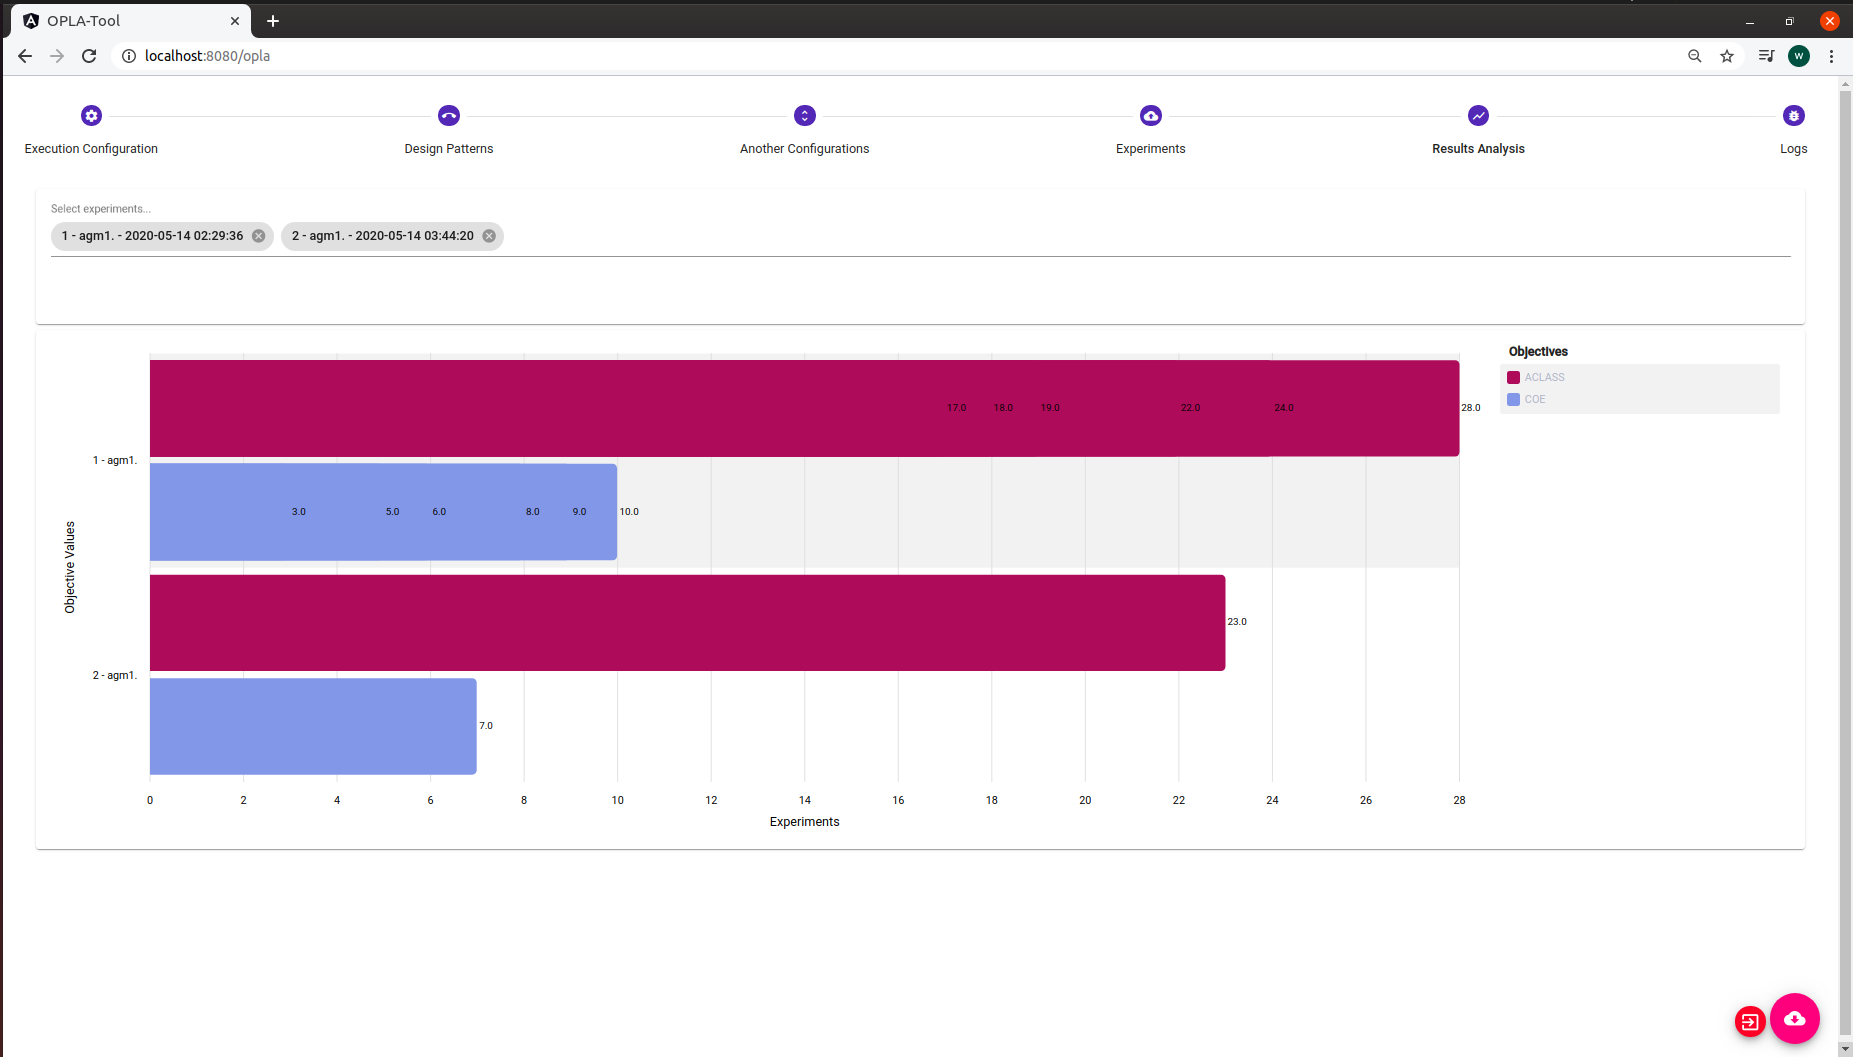 OPLA-Tool
localhost:8080/opla
W
Execution Configuration
Design Patterns
Another Configurations
Experiments
Results Analysis
Logs
Select experiments...
1 - agm1. - 2020-05-14 02:29:36
2 - agm1. - 2020-05-14 03:44:20
Objectives
ACLASS
COE
17.0 18.0 19.0 22.0 24.0 28.0
1 - agm1.
3.0 5.0 6.0 8.0 9.0 10.0
Objective Values
23.0
2 - agm1.
7.0
0 2 4 6 8 10 12 14 16 18 20 22 24 26 28
Experiments